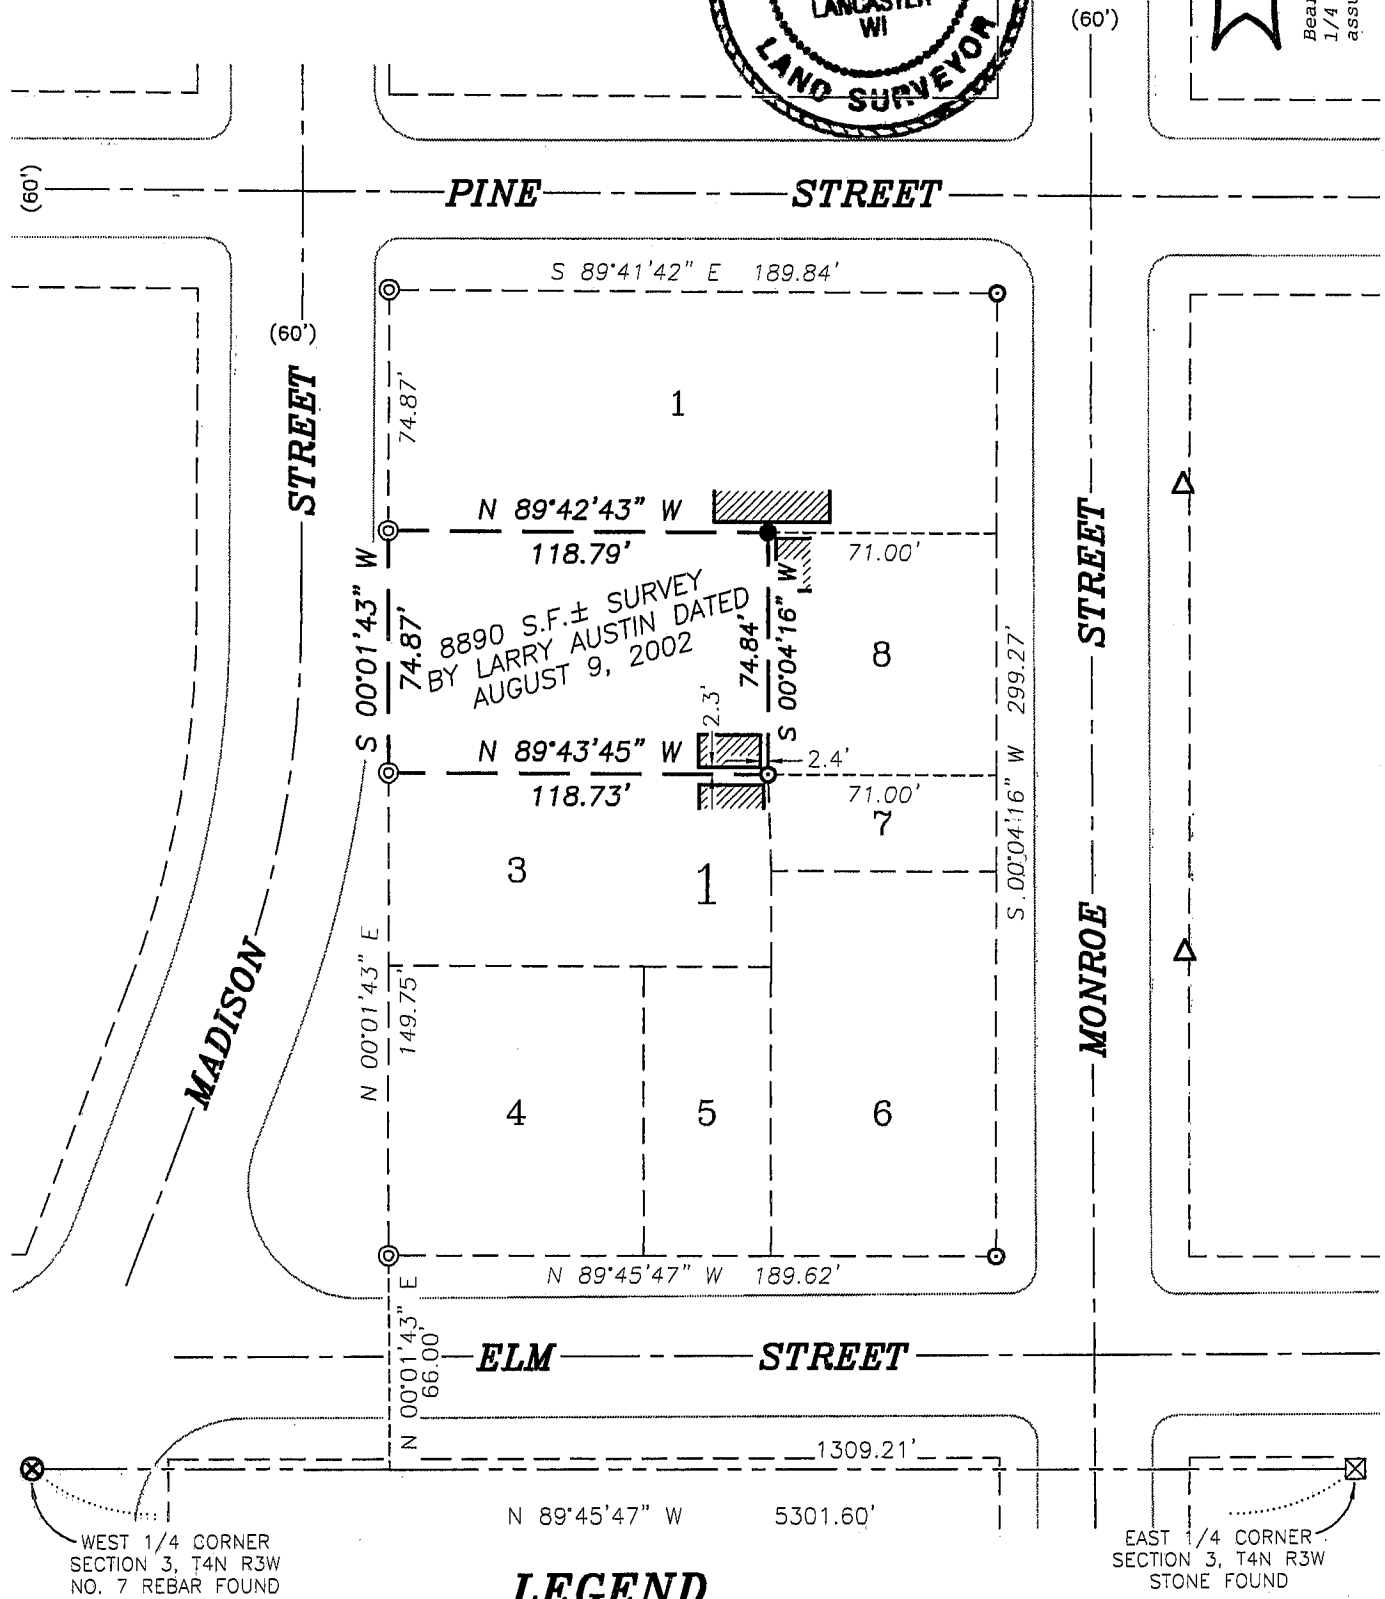 LANCASTER
WI
LAND SURVEYOR
(60')
1/4
(60')
PINE STREET
S 89°41'42" E 189.84'
(60')
STREET
74.87'
1
N 89°42'43" W
118.79'
71.00'
S 00°01'43" W
74.87'
8890 S.F.± SURVEY
BY LARRY AUSTIN DATED
AUGUST 9, 2002
74.84'
S 00°04'16" W
8
STREET
S 00°04'16" W 299.27'
2.3'
N 89°43'45" W
2.4'
118.73'
71.00'
7
3
1
MADISON
MONROE
N 00°01'43" E
149.75'
4
5
6
N 89°45'47" W 189.62'
N 00°01'43" E
66.00'
ELM STREET
1309.21'
N 89°45'47" W 5301.60'
WEST 1/4 CORNER
SECTION 3, T4N R3W
NO. 7 REBAR FOUND
EAST 1/4 CORNER
SECTION 3, T4N R3W
STONE FOUND
LEGEND